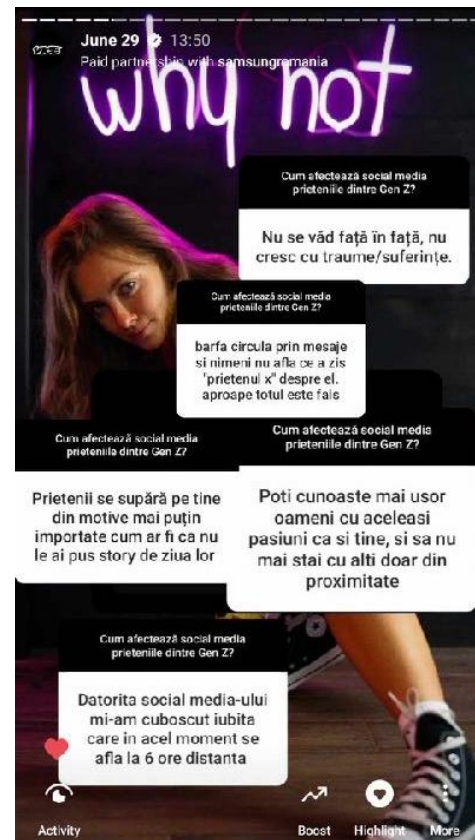 June 29 13:50
Paid partnership with samsungromania
why not
Cum afectează social media
prieteniile dintre Gen Z?
Nu se văd față în față, nu
cresc cu traume/suferințe.
Cum afectează social media
prieteniile dintre Gen Z?
barfa circula prin mesaje
si nimeni nu afla ce a zis
"prietenul x" despre el.
aproape totul este fals
Cum afectează social media
prieteniile dintre Gen Z?
Prietenii se supără pe tine
din motive mai puțin
importate cum ar fi ca nu
le ai pus story de ziua lor
Cum afectează social media
prieteniile dintre Gen Z?
Poti cunoaste mai usor
oameni cu aceleasi
pasiuni ca si tine, si sa nu
mai stai cu alti doar din
proximitate
Cum afectează social media
prieteniile dintre Gen Z?
Datorita social media-ului
mi-am cuboscut iubita
care in acel moment se
afla la 6 ore distanta
Activity
Boost
Highlight
More